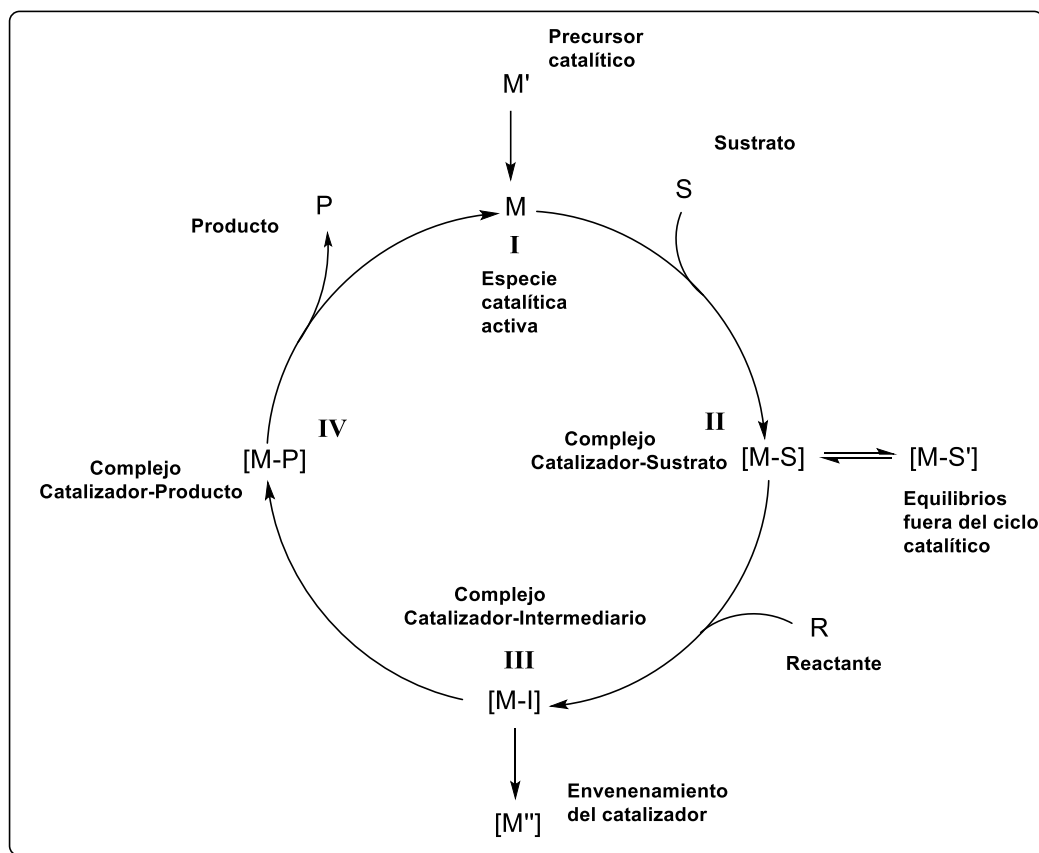 Precursor
catalítico
M'
Sustrato
S
P
Producto
M
I
Especie
catalítica
activa
IV
[M-P]
Complejo
Catalizador-Producto
II
Complejo
Catalizador-Sustrato
[M-S]
[M-S']
Equilibrios
fuera del ciclo
catalítico
Complejo
Catalizador-Intermediario
III
[M-I]
R
Reactante
Envenenamiento
del catalizador
[M"]